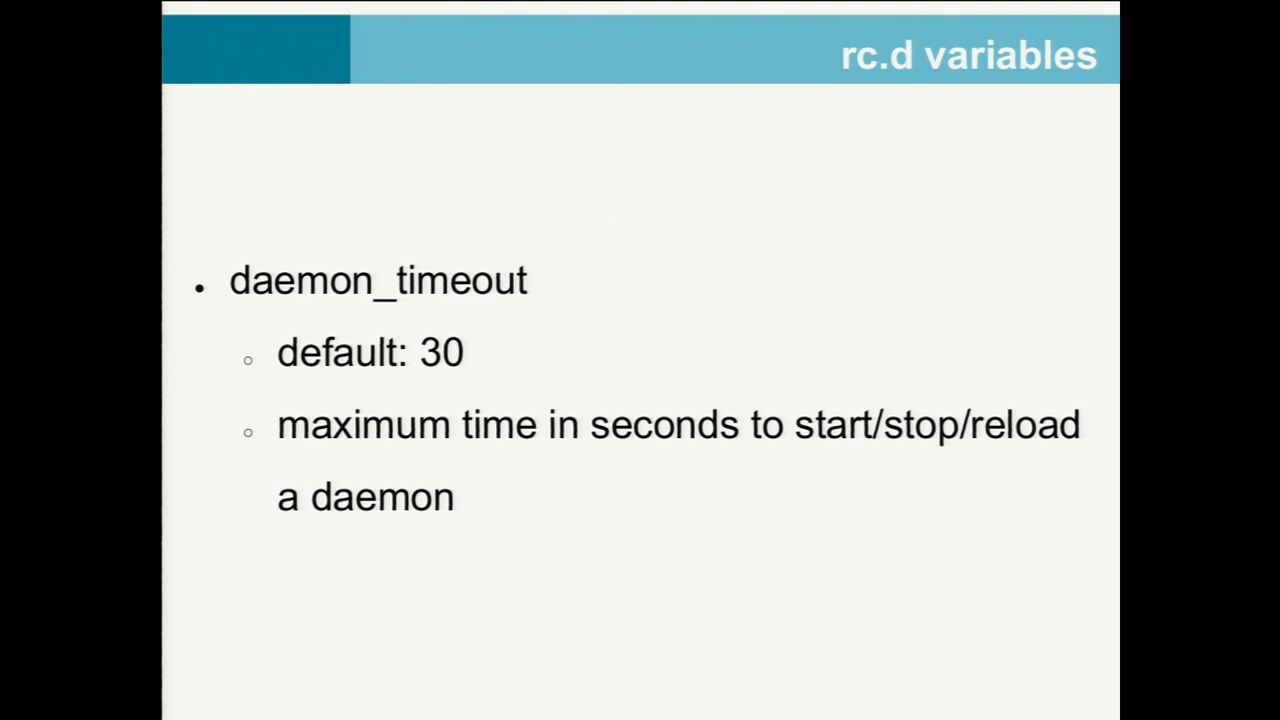 rc.d variables
• daemon_timeout
○ default: 30
○ maximum time in seconds to start/stop/reload
a daemon